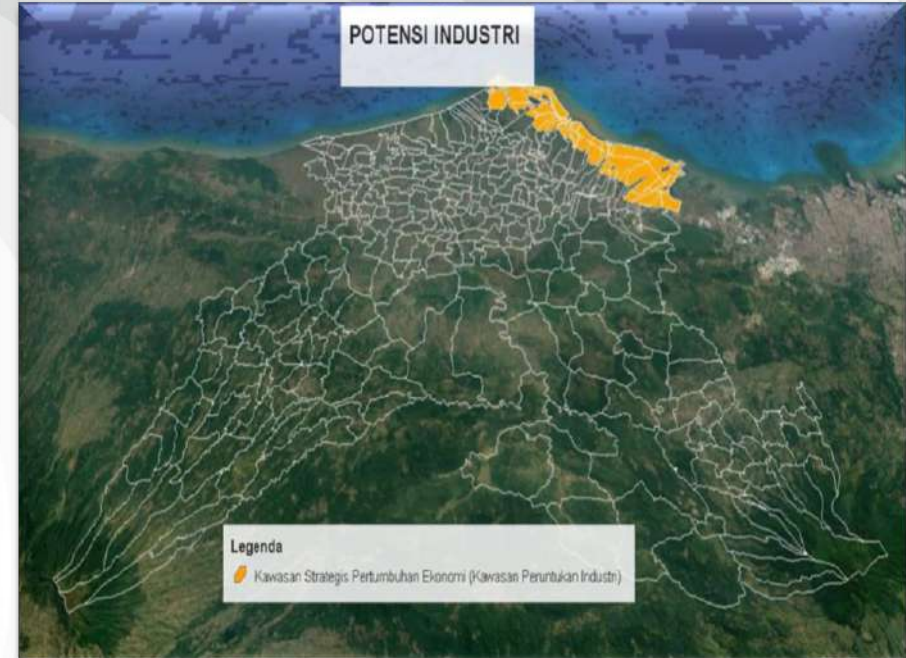 POTENSI INDUSTRI
Legenda
Kawasan Strategis Pertumbuhan Ekonomi (Kawasan Peruntukan Industri)